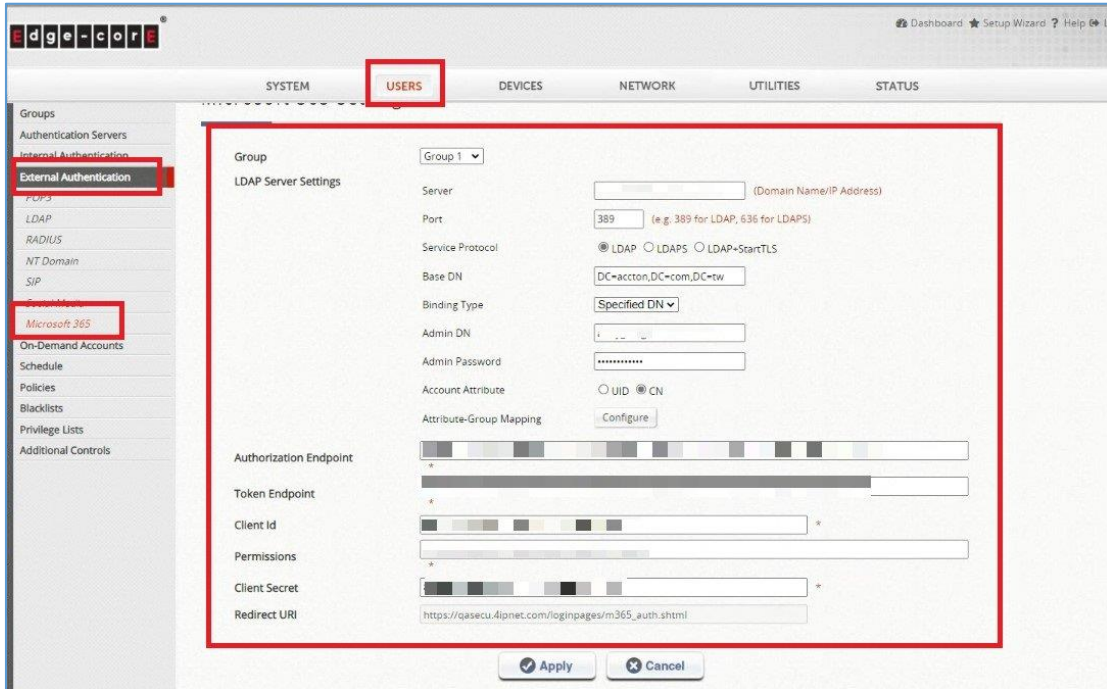 Edge-corE®
Dashboard Setup Wizard ? Help
SYSTEM USERS DEVICES NETWORK UTILITIES STATUS
Groups
Authentication Servers
Internal Authentication
External Authentication
POP3
LDAP
RADIUS
NT Domain
SIP
Social Media
Microsoft 365
On-Demand Accounts
Schedule
Policies
Blacklists
Privilege Lists
Additional Controls
Group Group 1
LDAP Server Settings
Server (Domain Name/IP Address)
Port 389 (e.g. 389 for LDAP, 636 for LDAPS)
Service Protocol LDAP LDAPS LDAP+StartTLS
Base DN DC=accton,DC=com,DC=tw
Binding Type Specified DN
Admin DN
Admin Password ············
Account Attribute UID CN
Attribute-Group Mapping Configure
Authorization Endpoint
*
Token Endpoint
*
Client Id *
Permissions
*
Client Secret *
Redirect URI https://qasecu.4ipnet.com/loginpages/m365_auth.shtml
Apply Cancel